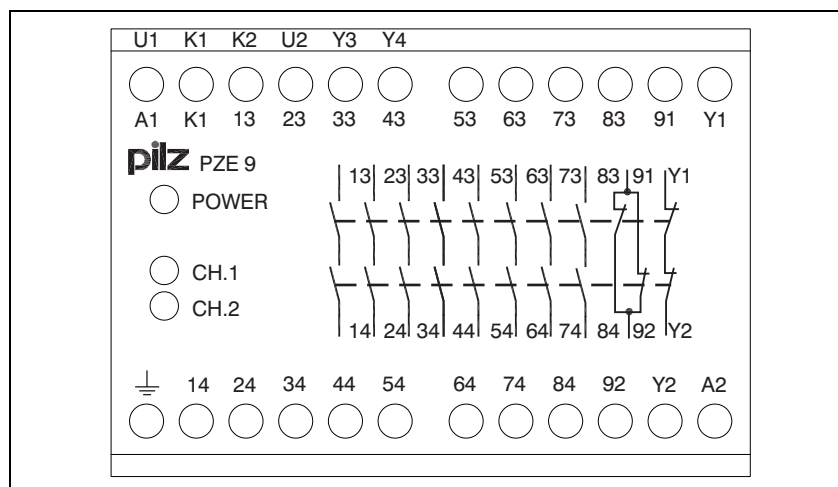 U1 K1 K2 U2 Y3 Y4
A1 K1 13 23 33 43 53 63 73 83 91 Y1
pilz PZE 9
13 23 33 43 53 63 73 83 91 Y1
POWER
CH.1
CH.2
14 24 34 44 54 64 74 84 92 Y2
14 24 34 44 54 64 74 84 92 Y2 A2